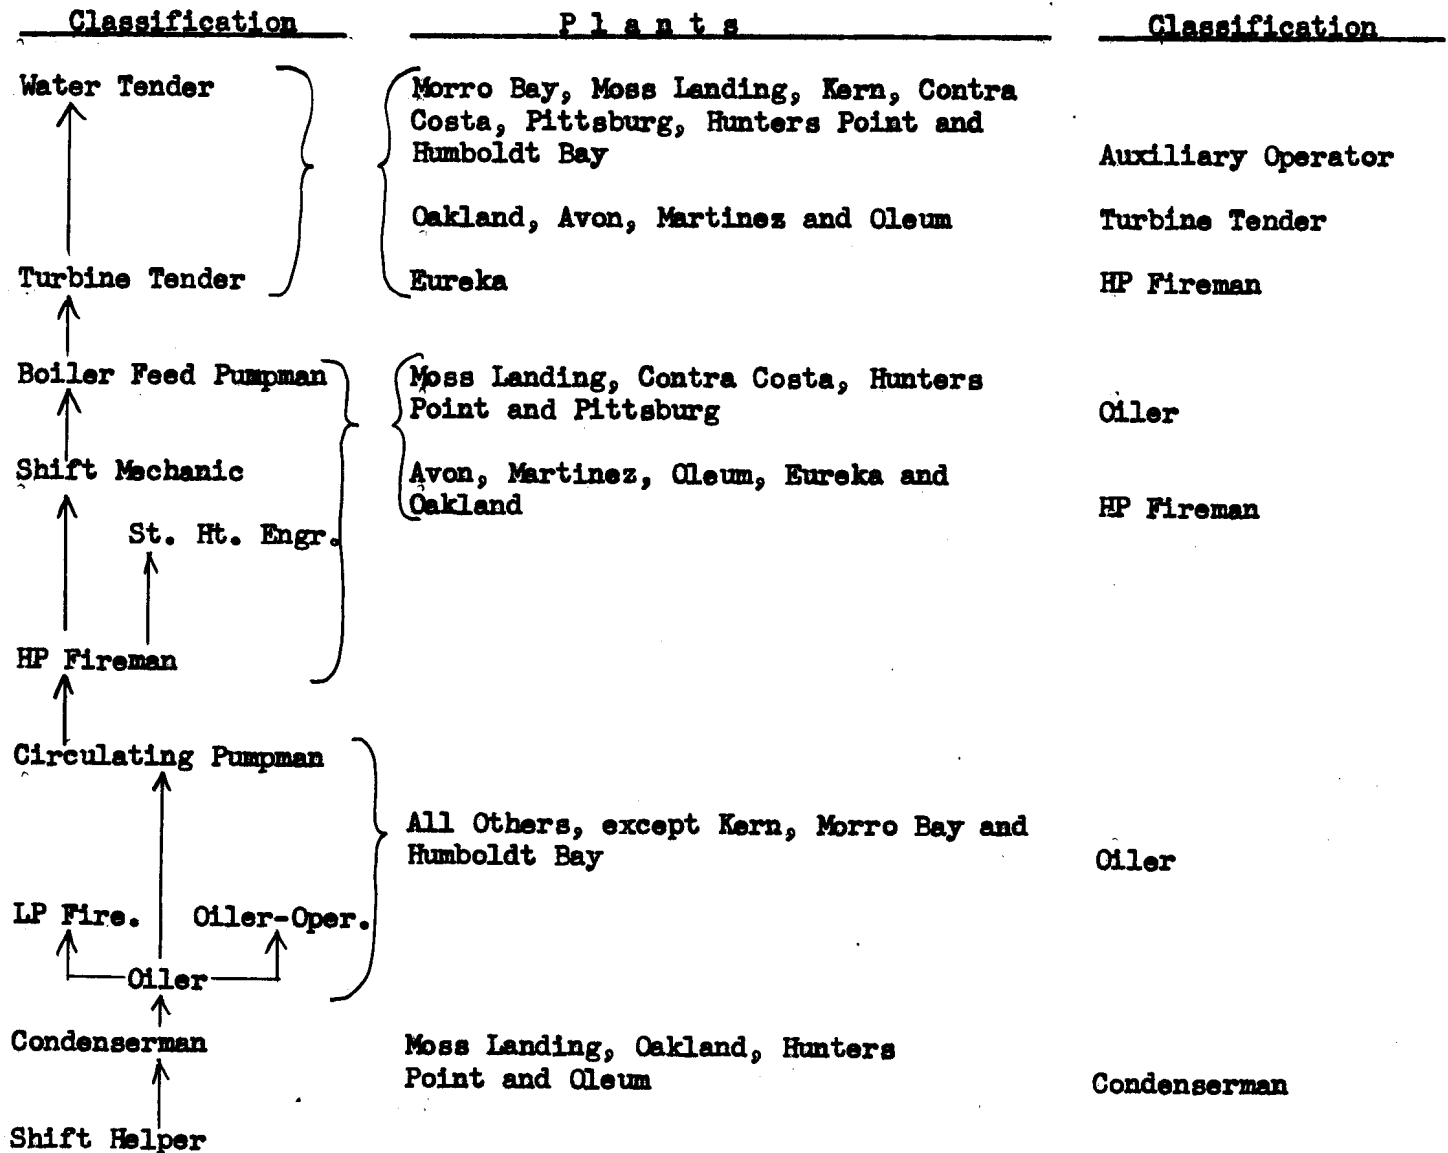 Classification Plants Classification
Water Tender Morro Bay, Moss Landing, Kern, Contra
Costa, Pittsburg, Hunters Point and
Humboldt Bay Auxiliary Operator
Oakland, Avon, Martinez and Oleum Turbine Tender
Turbine Tender Eureka HP Fireman
Boiler Feed Pumpman Moss Landing, Contra Costa, Hunters
Point and Pittsburg Oiler
Shift Mechanic Avon, Martinez, Oleum, Eureka and
Oakland HP Fireman
St. Ht. Engr.
HP Fireman
Circulating Pumpman
All Others, except Kern, Morro Bay and
Humboldt Bay Oiler
LP Fire. Oiler-Oper.
Oiler
Condenserman Moss Landing, Oakland, Hunters
Point and Oleum Condenserman
Shift Helper